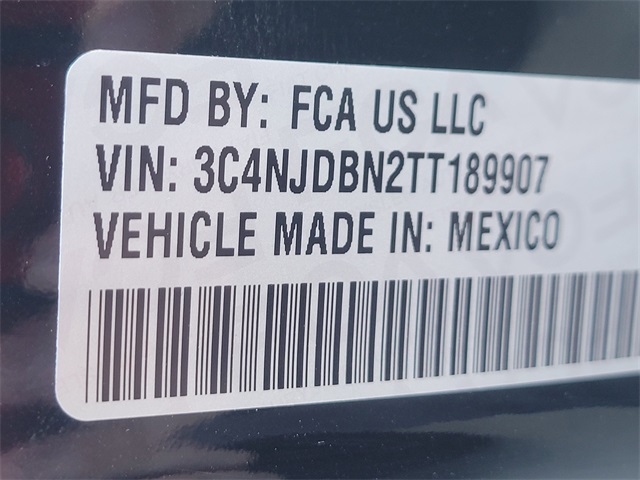 MFD BY: FCA US LLC
VIN: 3C4NJDBN2TT189907
VEHICLE MADE IN: MEXICO